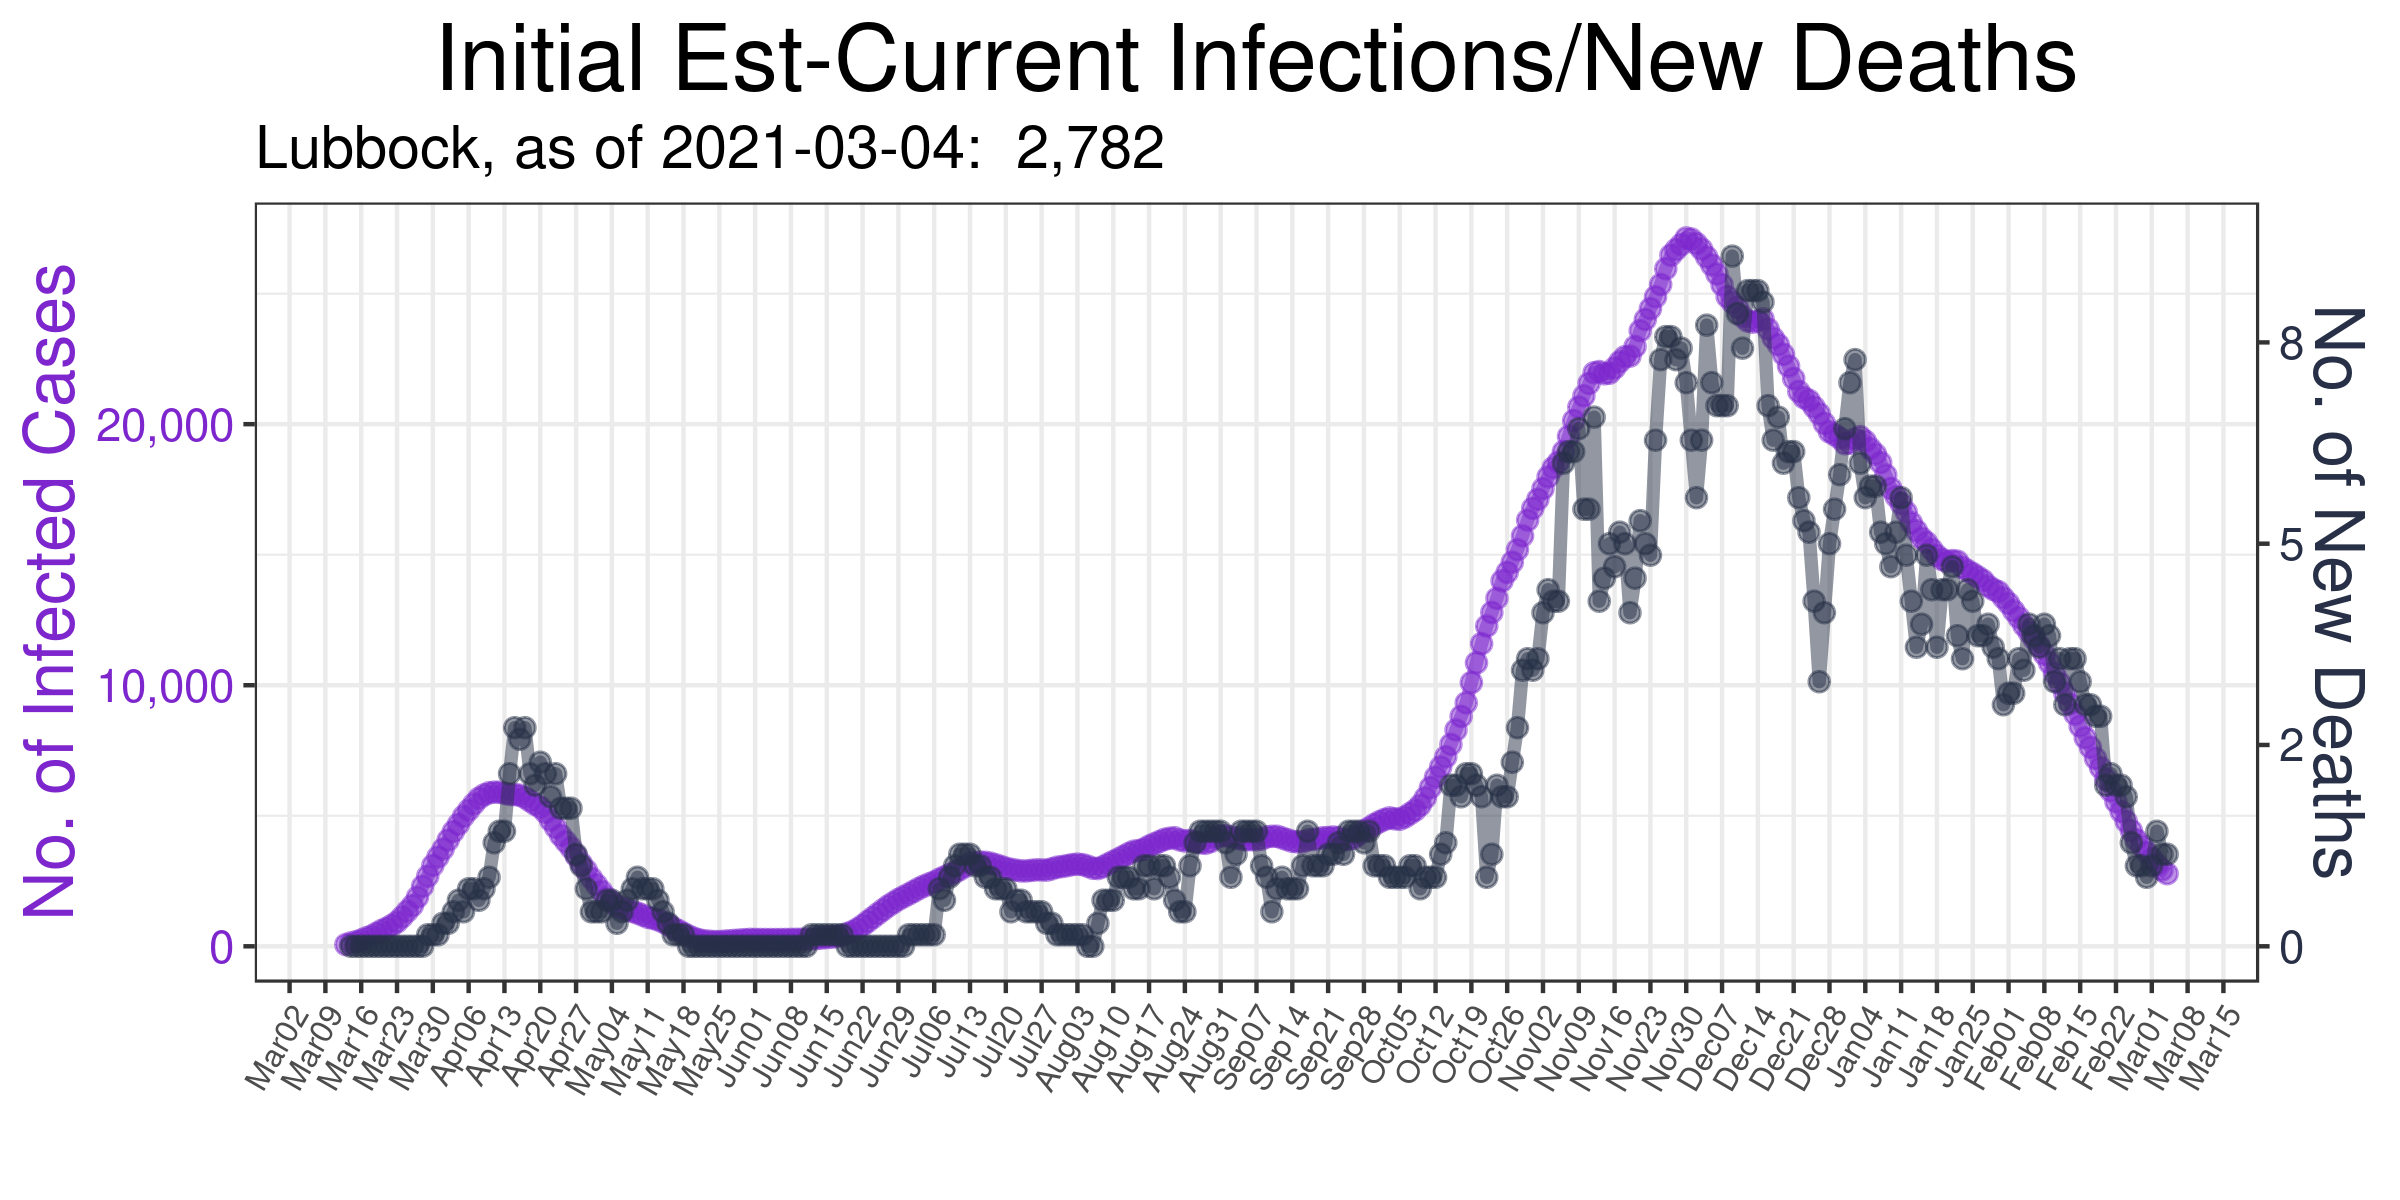 Initial Est-Current Infections/New Deaths
Lubbock, as of 2021-03-04:  2,782
No. of Infected Cases
20,000
10,000
0
8
5
2
0
No. of New Deaths
Mar02
Mar09
Mar16
Mar23
Mar30
Apr06
Apr13
Apr20
Apr27
May04
May11
May18
May25
Jun01
Jun08
Jun15
Jun22
Jun29
Jul06
Jul13
Jul20
Jul27
Aug03
Aug10
Aug17
Aug24
Aug31
Sep07
Sep14
Sep21
Sep28
Oct05
Oct12
Oct19
Oct26
Nov02
Nov09
Nov16
Nov23
Nov30
Dec07
Dec14
Dec21
Dec28
Jan04
Jan11
Jan18
Jan25
Feb01
Feb08
Feb15
Feb22
Mar01
Mar08
Mar15